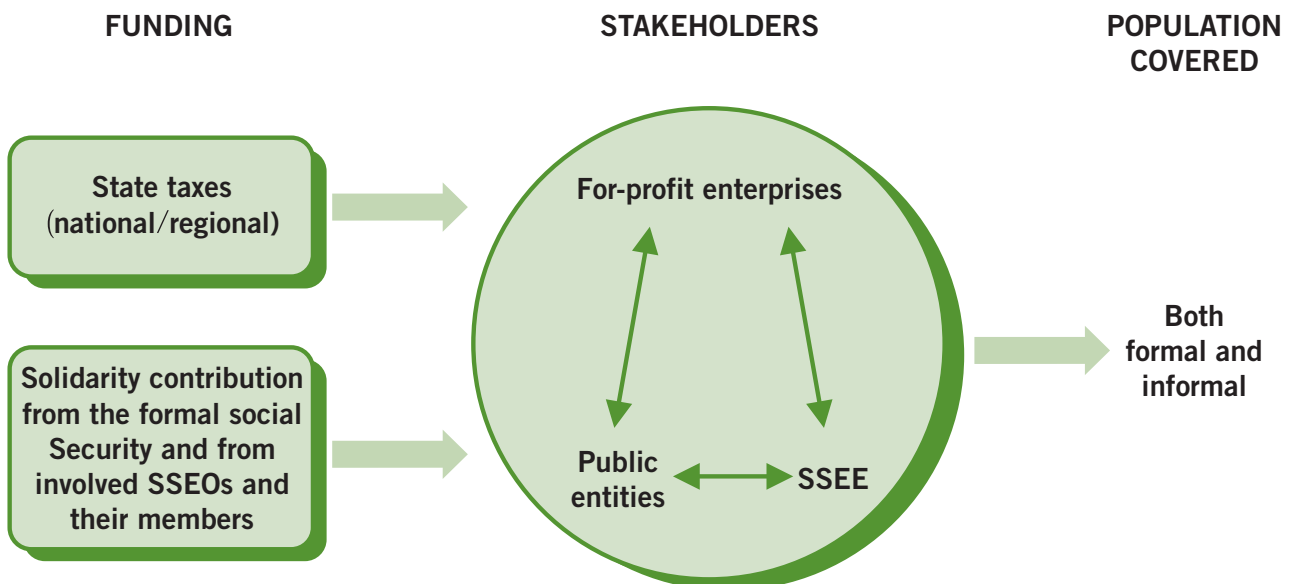 FUNDING
STAKEHOLDERS
POPULATION
COVERED
State taxes
(national/regional)
Solidarity contribution
from the formal social
Security and from
involved SSEOs and
their members
For-profit enterprises
Public
entities
SSEE
Both
formal and
informal